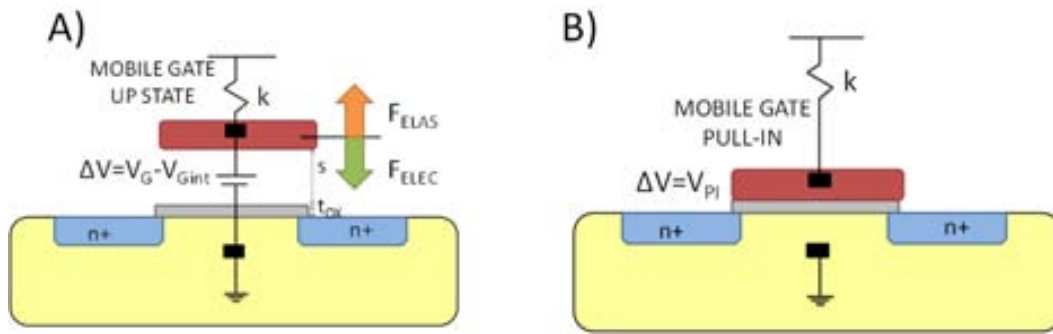 A)
MOBILE GATE
UP STATE
k
F_ELAS
ΔV=V_G-V_Gint
s
F_ELEC
t_ox
n+
n+
B)
k
MOBILE GATE
PULL-IN
ΔV=V_PI
n+
n+